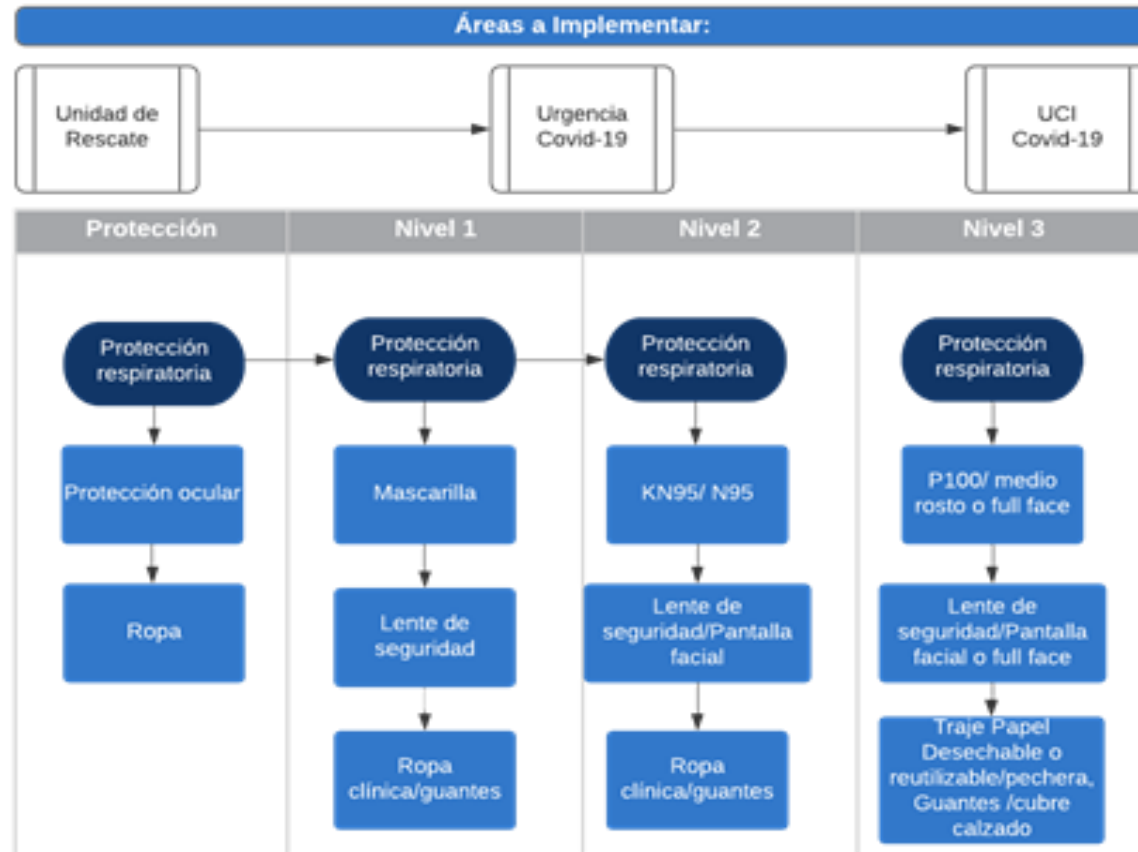 Áreas a Implementar:
Unidad de
Rescate
Urgencia
Covid-19
UCI
Covid-19
Protección
Nivel 1
Nivel 2
Nivel 3
Protección
respiratoria
Protección
respiratoria
Protección
respiratoria
Protección
respiratoria
Protección ocular
Mascarilla
KN95/ N95
P100/ medio
rosto o full face
Ropa
Lente de
seguridad
Lente de
seguridad/Pantalla
facial
Lente de
seguridad/Pantalla
facial o full face
Ropa
clínica/guantes
Ropa
clínica/guantes
Traje Papel
Desechable o
reutilizable/pechera,
Guantes /cubre
calzado